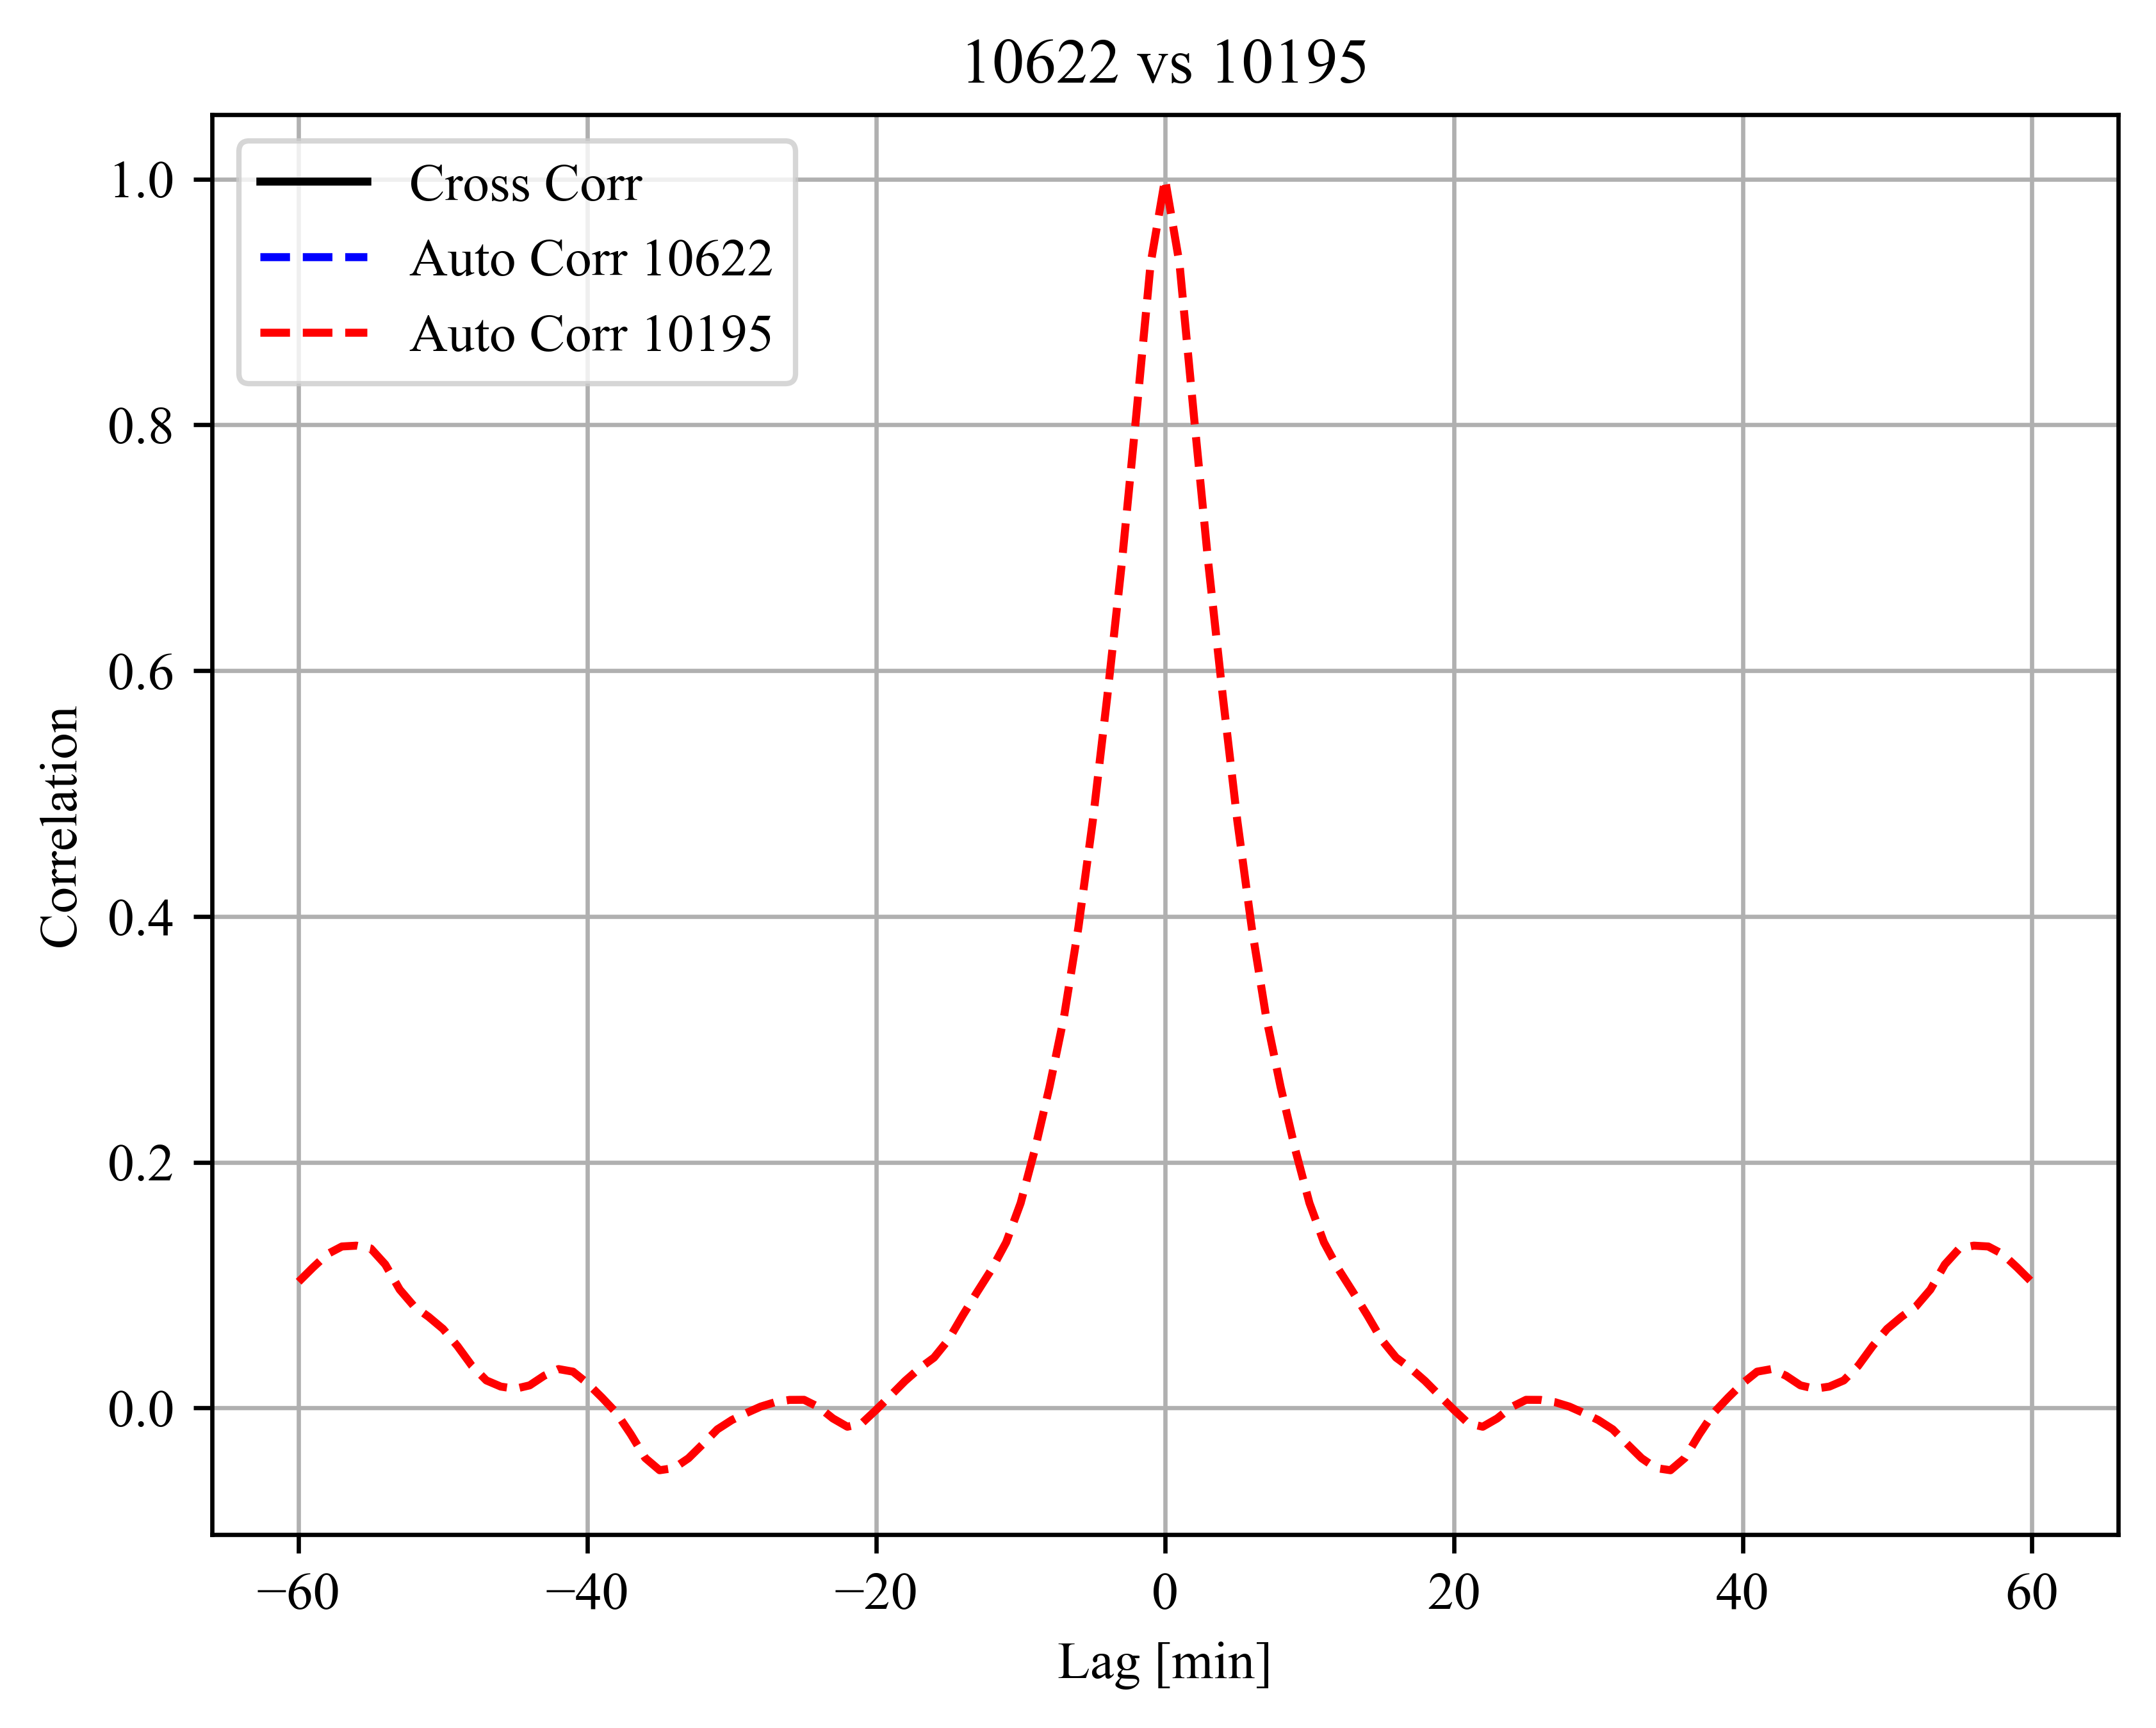 10622 vs 10195
Cross Corr
Auto Corr 10622
Auto Corr 10195
1.0
0.8
0.6
0.4
0.2
0.0
Correlation
−60
−40
−20
0
20
40
60
Lag [min]